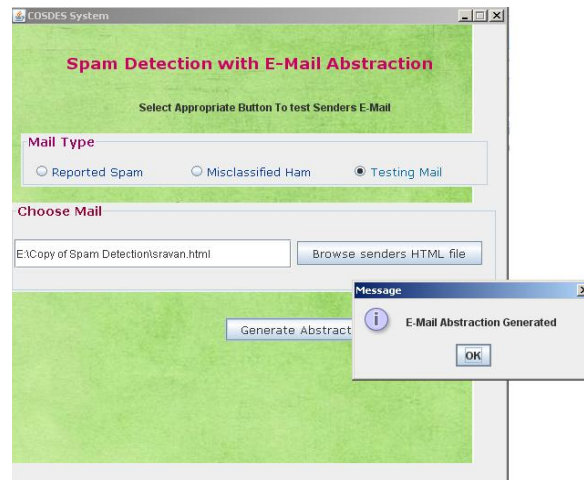 COSDES System
Spam Detection with E-Mail Abstraction
Select Appropriate Button To test Senders E-Mail
Mail Type
Reported Spam Misclassified Ham Testing Mail
Choose Mail
E:\Copy of Spam Detection\sravan.html Browse senders HTML file
Message
E-Mail Abstraction Generated
Generate Abstract
OK